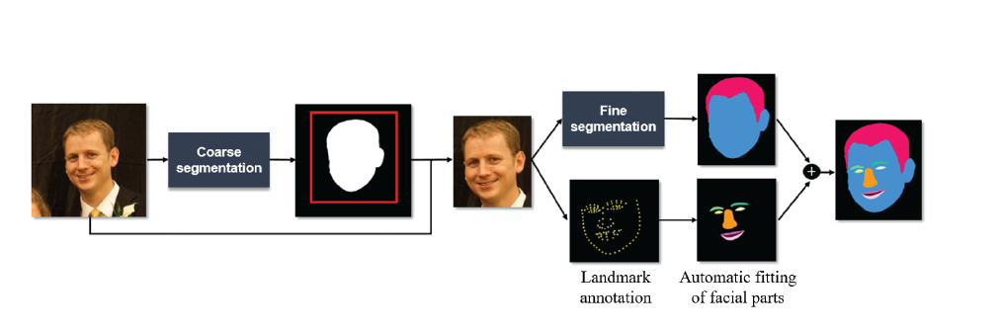 Coarse
segmentation
Fine
segmentation
Landmark
annotation
Automatic fitting
of facial parts